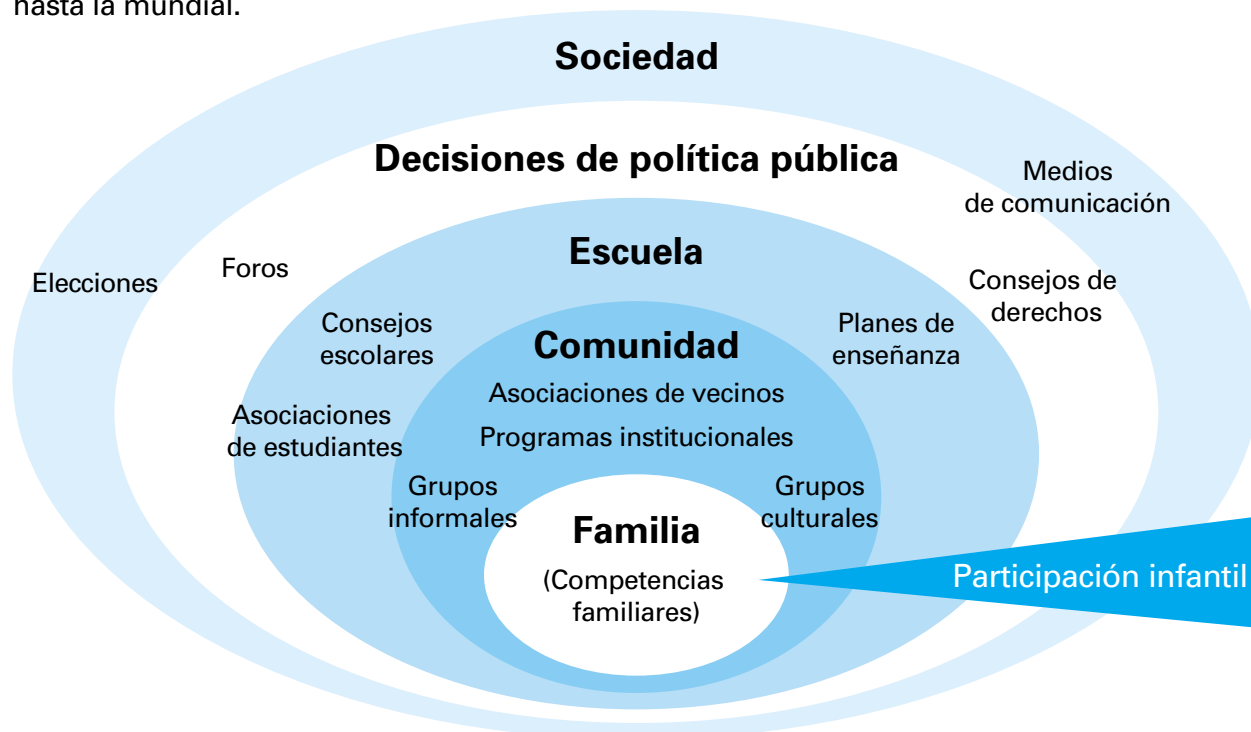 hasta la mundial.
Sociedad
Decisiones de política pública
Medios
de comunicación
Elecciones
Foros
Consejos de
derechos
Escuela
Consejos
escolares
Planes de
enseñanza
Asociaciones
de estudiantes
Comunidad
Asociaciones de vecinos
Programas institucionales
Grupos
informales
Grupos
culturales
Familia
(Competencias
familiares)
Participación infantil